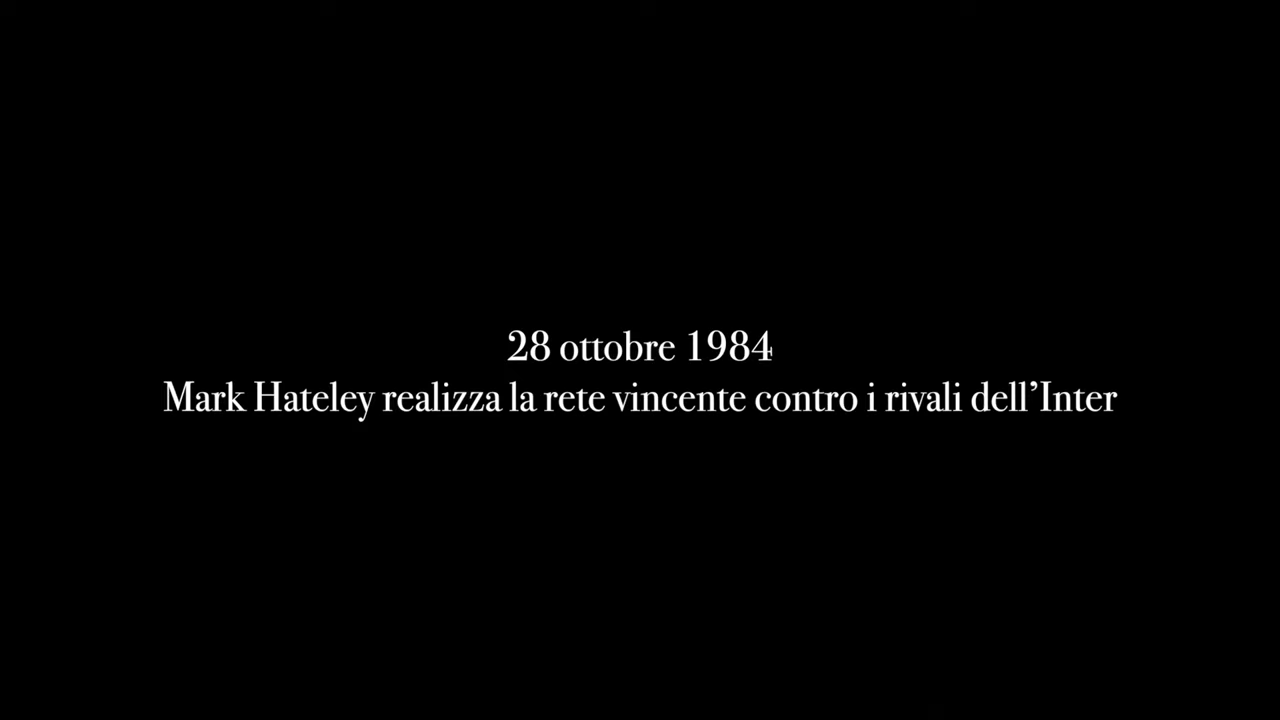 28 ottobre 1984
Mark Hateley realizza la rete vincente contro i rivali dell’Inter